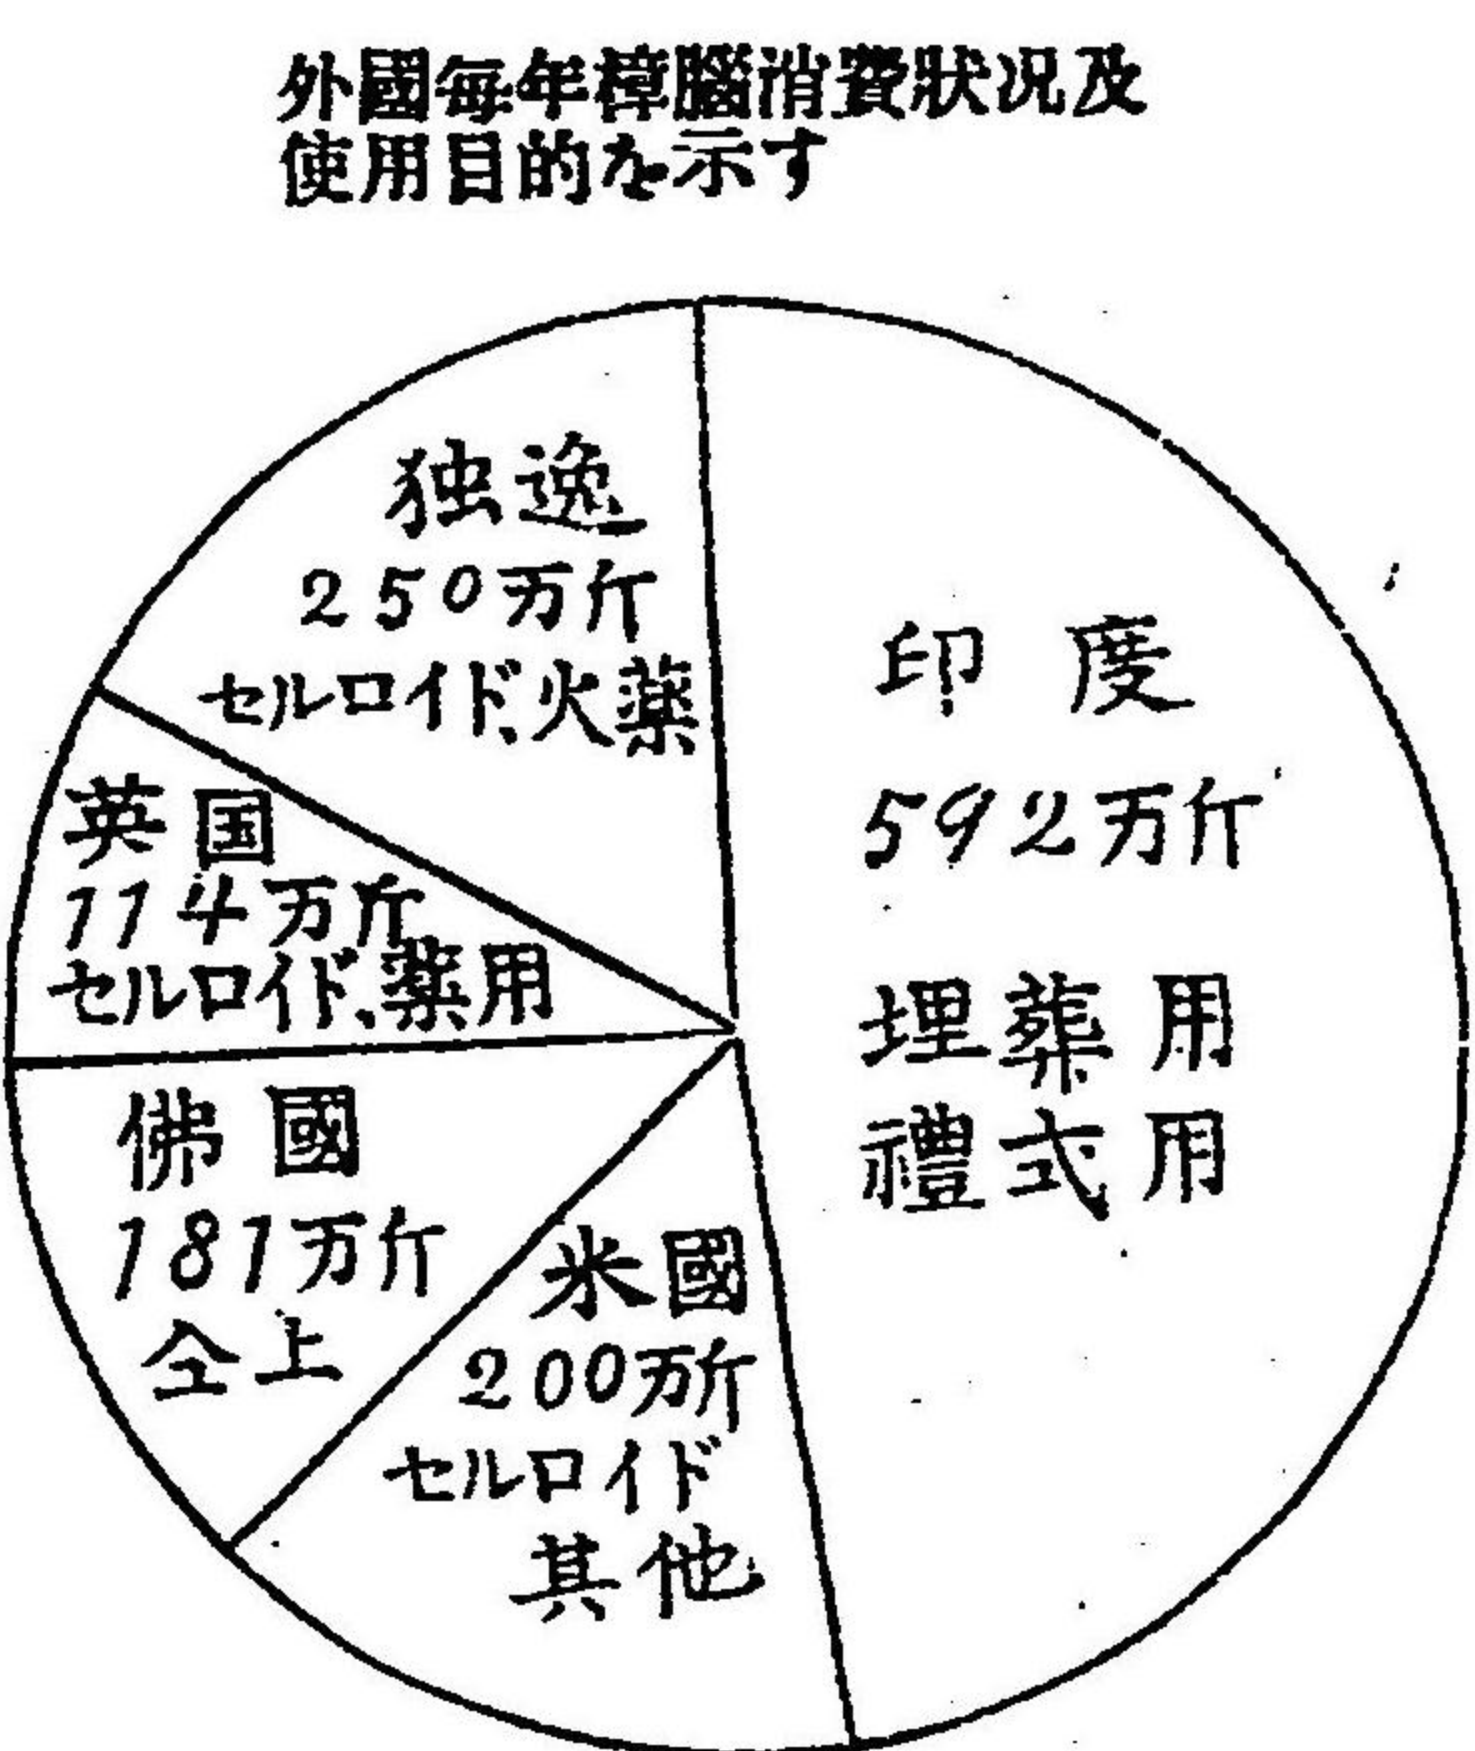 外國每年樟腦消費狀況及
使用目的を示す
独逸
250万斤
セルロイド、火薬
印度
592万斤
埋葬用
禮式用
英国
114万斤
セルロイド、薬用
佛國
181万斤
仝上
米國
200万斤
セルロイド
其他